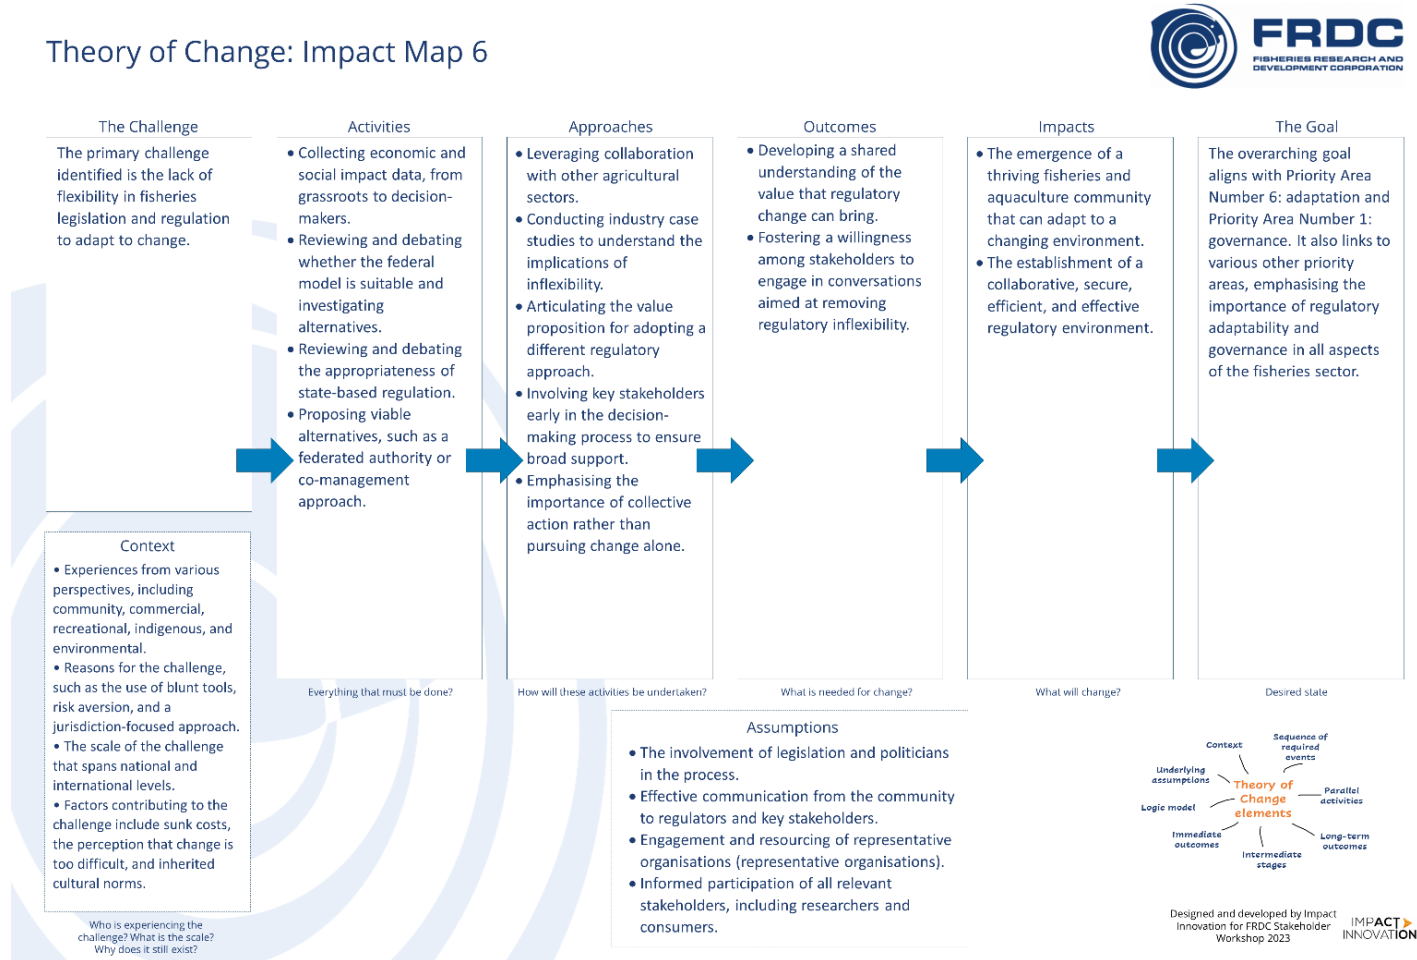 Theory of Change: Impact Map 6
FRDC
FISHERIES RESEARCH AND
DEVELOPMENT CORPORATION
The Challenge
The primary challenge
identified is the lack of
flexibility in fisheries
legislation and regulation
to adapt to change.
Context
• Experiences from various
perspectives, including
community, commercial,
recreational, indigenous, and
environmental.
• Reasons for the challenge,
such as the use of blunt tools,
risk aversion, and a
jurisdiction-focused approach.
• The scale of the challenge
that spans national and
international levels.
• Factors contributing to the
challenge include sunk costs,
the perception that change is
too difficult, and inherited
cultural norms.
Who is experiencing the
challenge? What is the scale?
Why does it still exist?
Activities
• Collecting economic and
social impact data, from
grassroots to decision-
makers.
• Reviewing and debating
whether the federal
model is suitable and
investigating
alternatives.
• Reviewing and debating
the appropriateness of
state-based regulation.
• Proposing viable
alternatives, such as a
federated authority or
co-management
approach.
Everything that must be done?
Approaches
• Leveraging collaboration
with other agricultural
sectors.
• Conducting industry case
studies to understand the
implications of
inflexibility.
• Articulating the value
proposition for adopting a
different regulatory
approach.
• Involving key stakeholders
early in the decision-
making process to ensure
broad support.
• Emphasising the
importance of collective
action rather than
pursuing change alone.
How will these activities be undertaken?
Outcomes
• Developing a shared
understanding of the
value that regulatory
change can bring.
• Fostering a willingness
among stakeholders to
engage in conversations
aimed at removing
regulatory inflexibility.
What is needed for change?
Impacts
• The emergence of a
thriving fisheries and
aquaculture community
that can adapt to a
changing environment.
• The establishment of a
collaborative, secure,
efficient, and effective
regulatory environment.
What will change?
The Goal
The overarching goal
aligns with Priority Area
Number 6: adaptation and
Priority Area Number 1:
governance. It also links to
various other priority
areas, emphasising the
importance of regulatory
adaptability and
governance in all aspects
of the fisheries sector.
Desired state
Assumptions
• The involvement of legislation and politicians
in the process.
• Effective communication from the community
to regulators and key stakeholders.
• Engagement and resourcing of representative
organisations (representative organisations).
• Informed participation of all relevant
stakeholders, including researchers and
consumers.
Theory of
Change
elements
Context
Sequence of
required
events
Parallel
activities
Long-term
outcomes
Intermediate
stages
Immediate
outcomes
Logic model
Underlying
assumptions
Designed and developed by Impact
Innovation for FRDC Stakeholder
Workshop 2023
IMPACT
INNOVATION